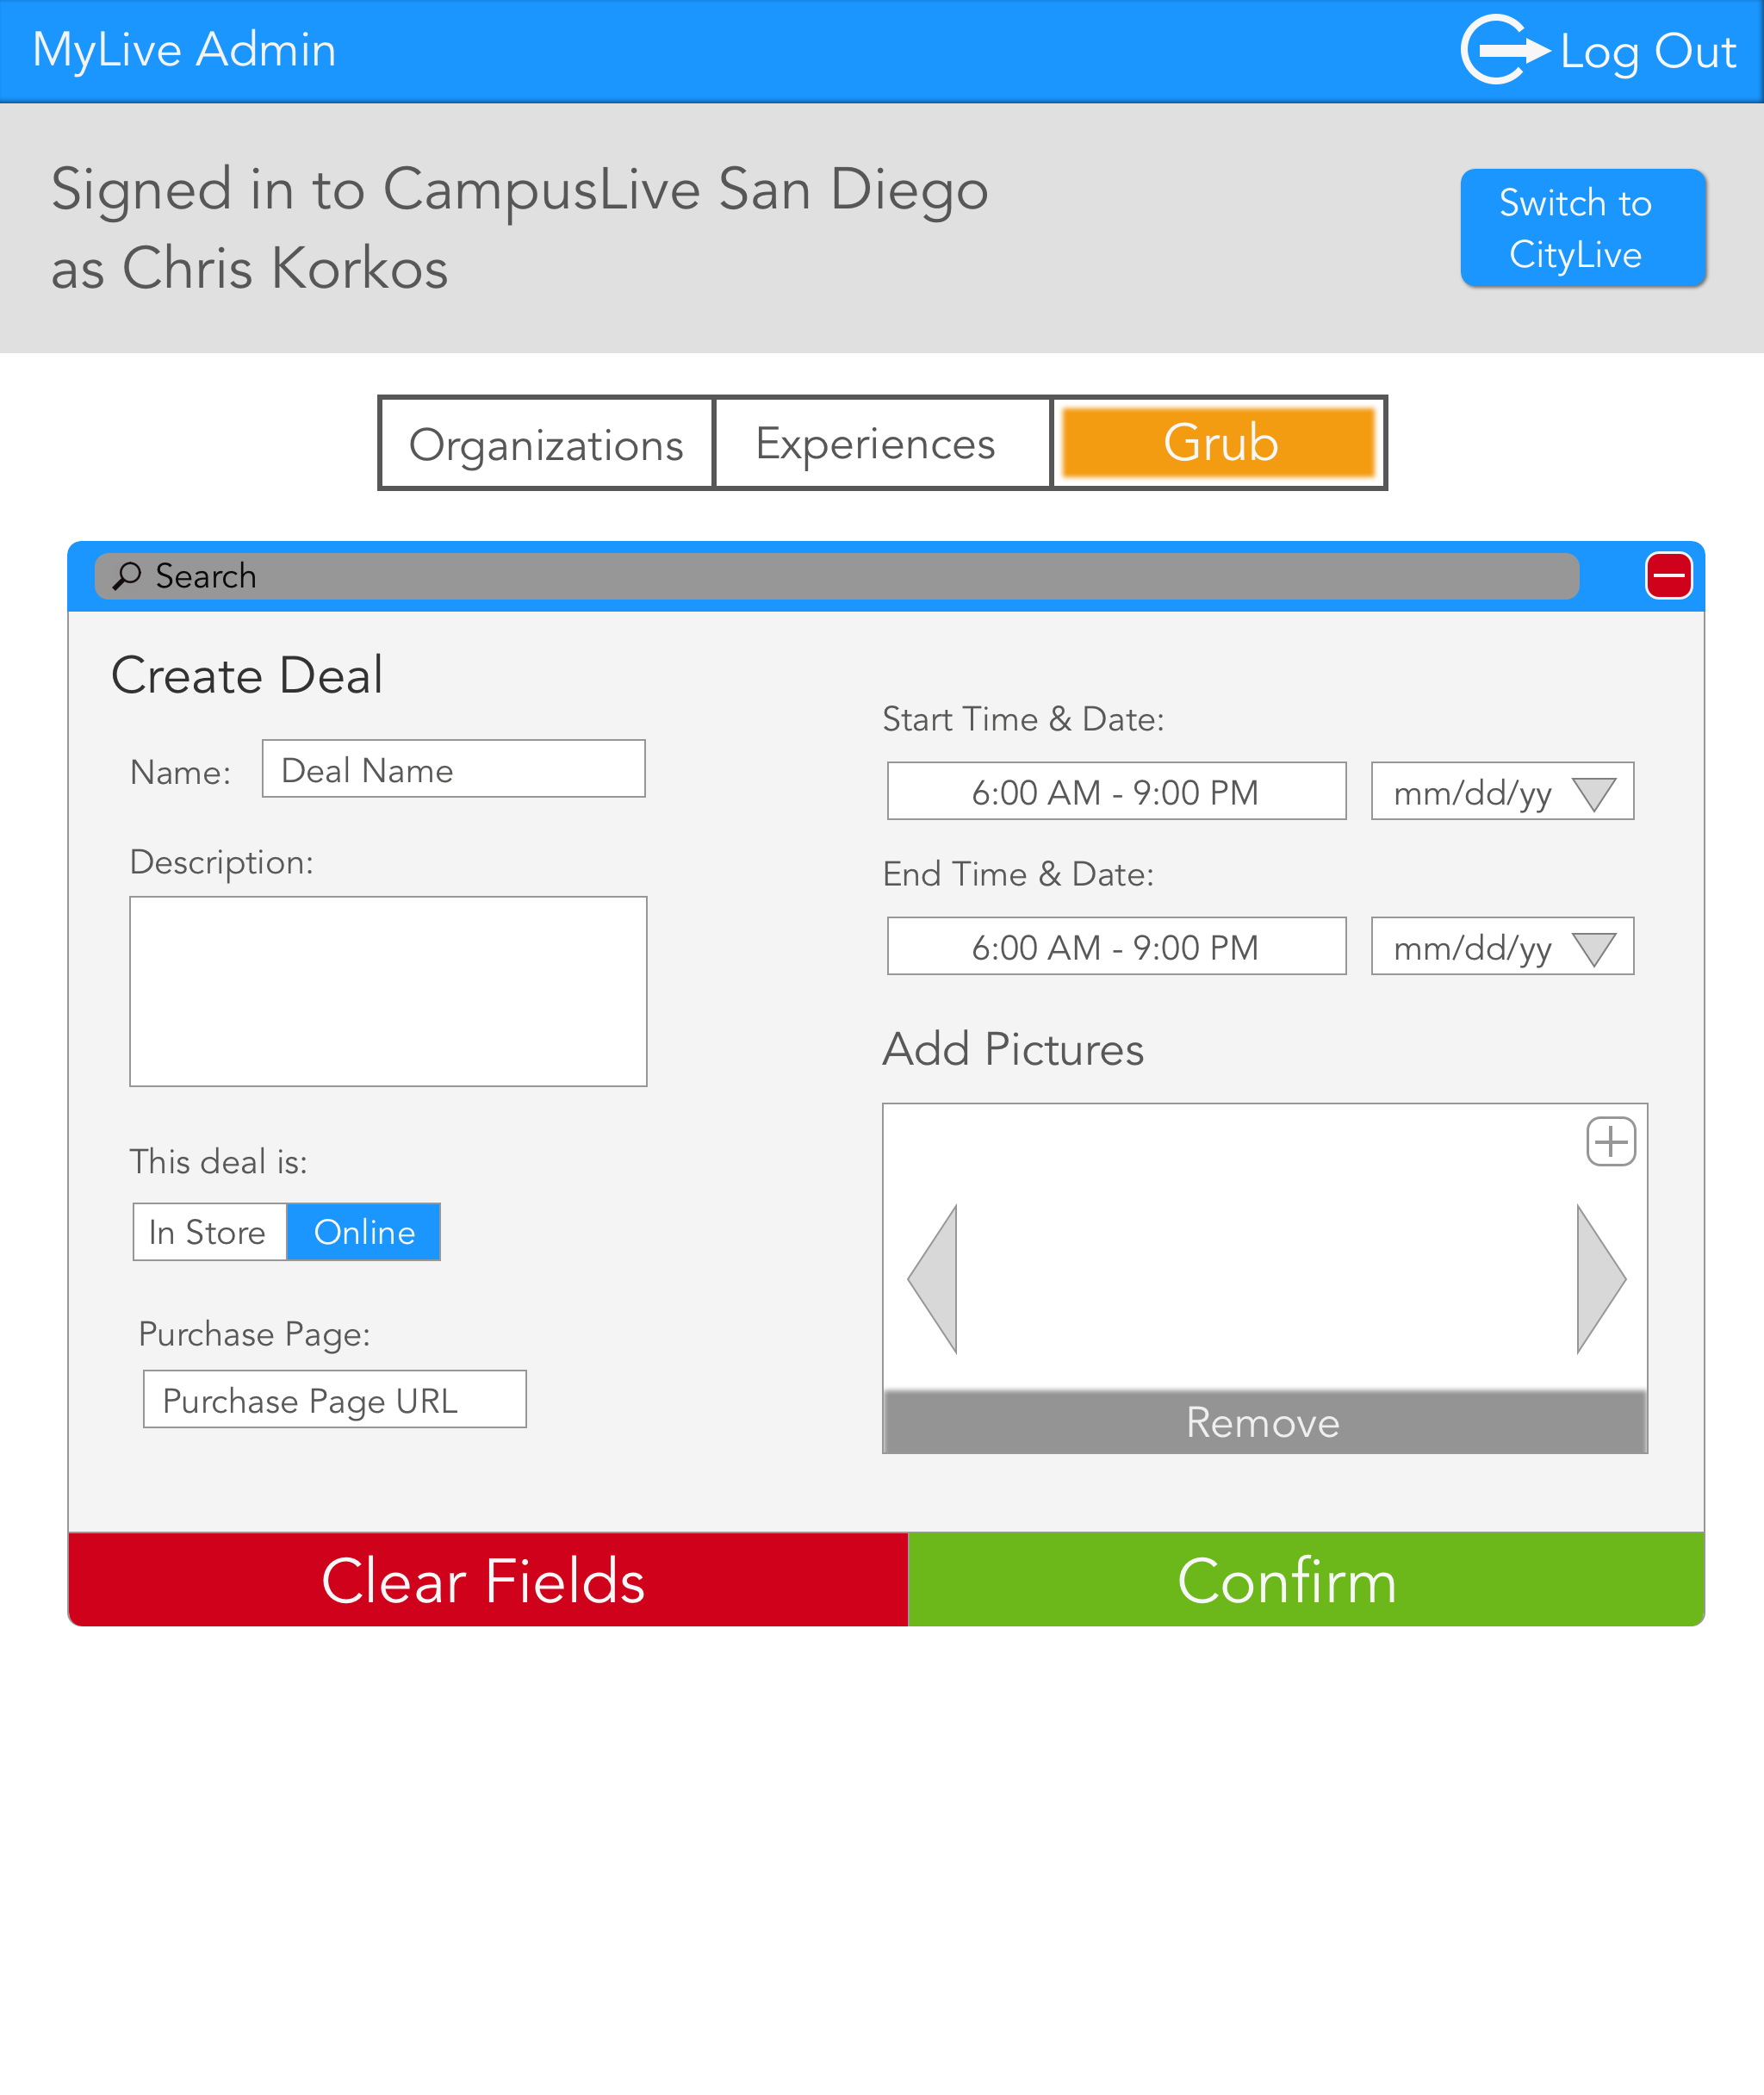 MyLive Admin
Log Out
Signed in to CampusLive San Diego
as Chris Korkos
Switch to
CityLive
Organizations
Experiences
Grub
Search
Create Deal
Name:
Deal Name
Description:
This deal is:
In Store
Online
Purchase Page:
Purchase Page URL
Start Time & Date:
6:00 AM - 9:00 PM
mm/dd/yy
End Time & Date:
6:00 AM - 9:00 PM
mm/dd/yy
Add Pictures
Remove
Clear Fields
Confirm